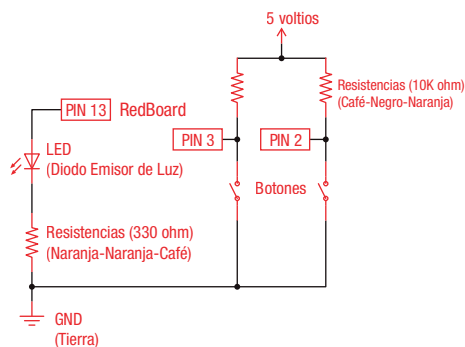 5 voltios
Resistencias (10K ohm)
(Café-Negro-Naranja)
PIN 13 RedBoard
PIN 3
PIN 2
LED
(Diodo Emisor de Luz)
Botones
Resistencias (330 ohm)
(Naranja-Naranja-Café)
GND
(Tierra)